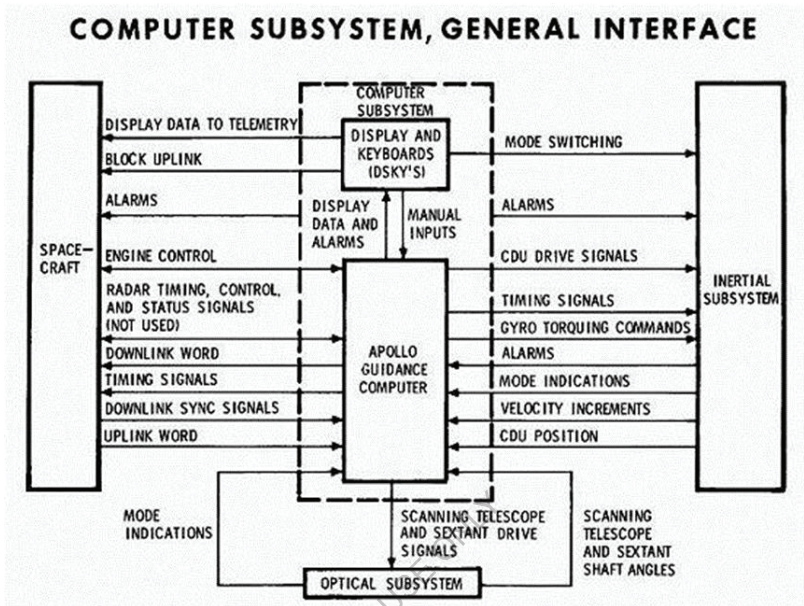 COMPUTER SUBSYSTEM, GENERAL INTERFACE
COMPUTER
SUBSYSTEM
DISPLAY DATA TO TELEMETRY
DISPLAY AND
KEYBOARDS
(DSKY'S)
MODE SWITCHING
BLOCK UPLINK
ALARMS
DISPLAY
DATA AND
ALARMS
MANUAL
INPUTS
ALARMS
SPACE-
CRAFT
ENGINE CONTROL
CDU DRIVE SIGNALS
INERTIAL
SUBSYSTEM
RADAR TIMING, CONTROL,
AND STATUS SIGNALS
(NOT USED)
TIMING SIGNALS
GYRO TORQUING COMMANDS
DOWNLINK WORD
APOLLO
GUIDANCE
COMPUTER
ALARMS
TIMING SIGNALS
MODE INDICATIONS
DOWNLINK SYNC SIGNALS
VELOCITY INCREMENTS
UPLINK WORD
CDU POSITION
MODE
INDICATIONS
SCANNING TELESCOPE
AND SEXTANT DRIVE
SIGNALS
SCANNING
TELESCOPE
AND SEXTANT
SHAFT ANGLES
OPTICAL SUBSYSTEM
USE ONLY